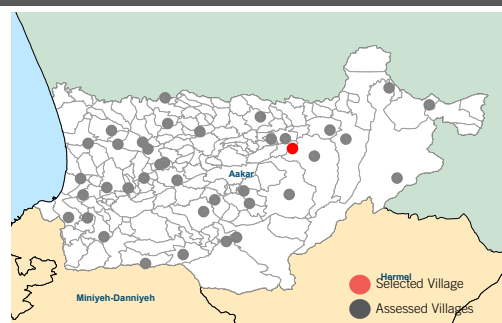 Aakar
Hermel
Selected Village
Miniyeh-Danniyeh
Assessed Villages